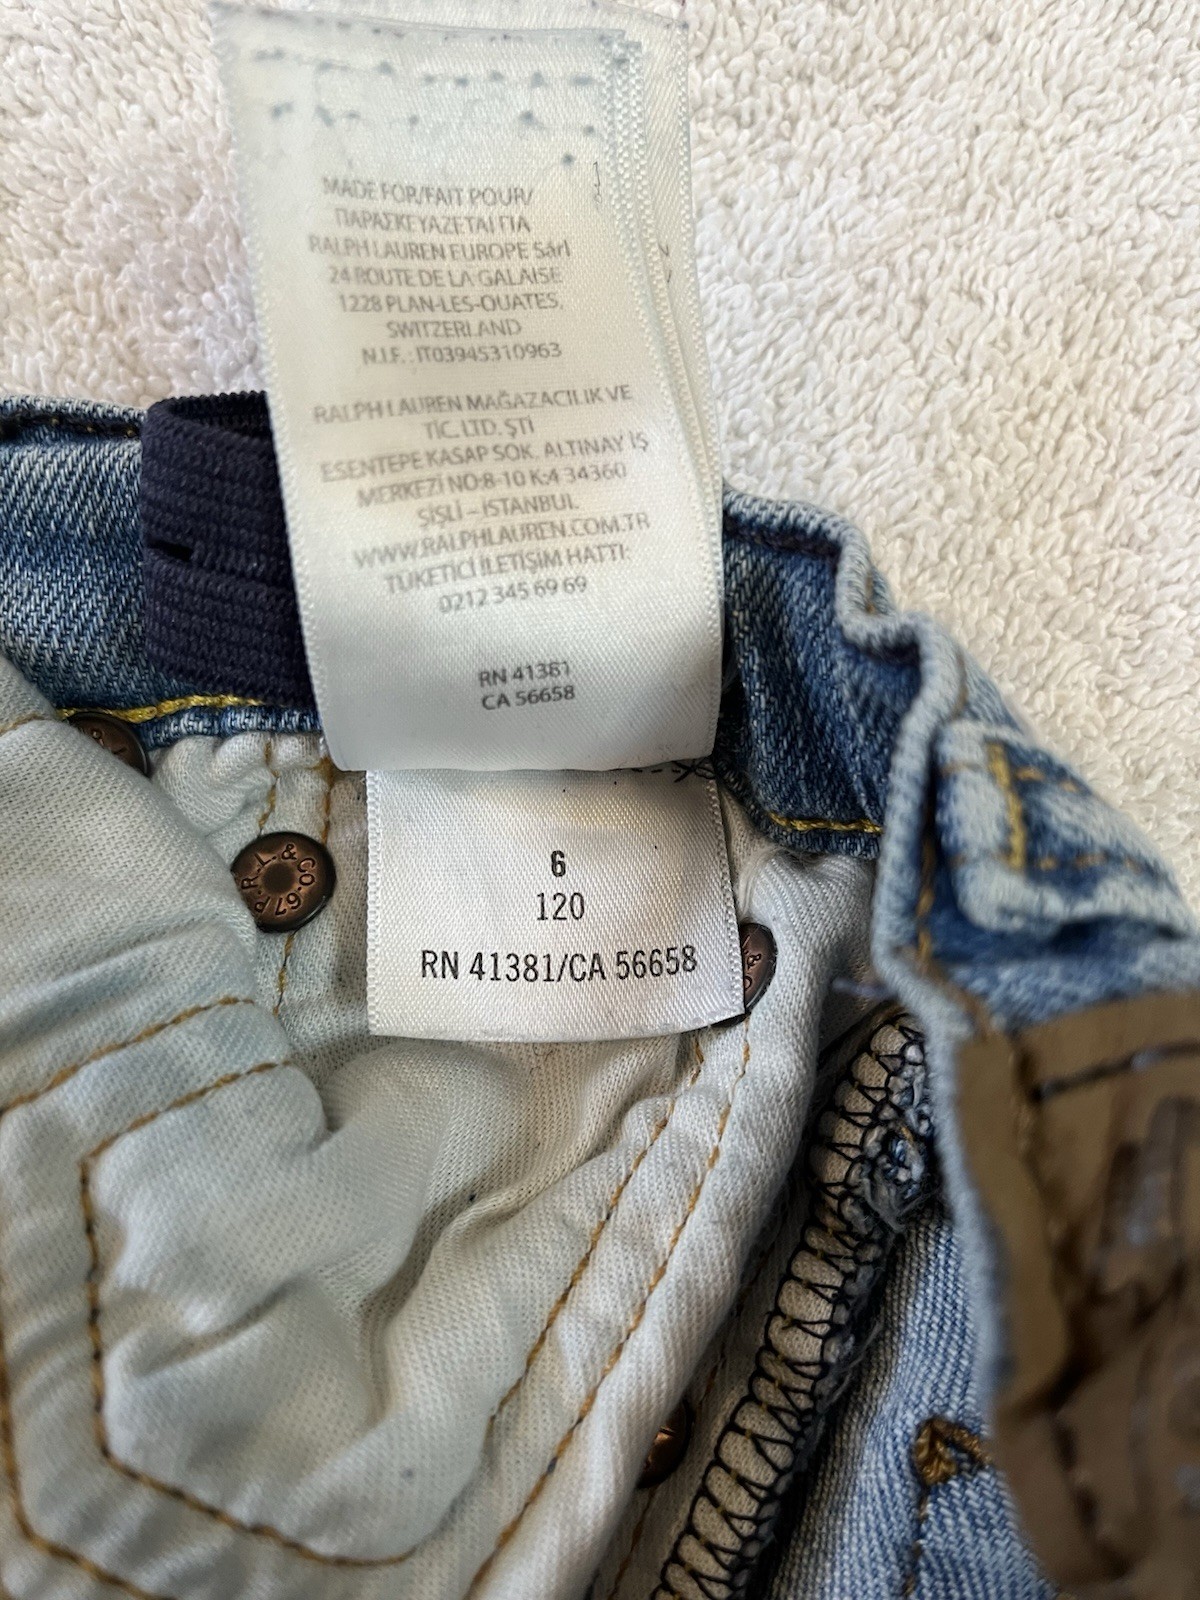 MADE FOR/FAIT POUR/
ΠΑΡΑΣΚΕΥΑΖΕΤΑΙ ΓΙΑ
RALPH LAUREN EUROPE Sárl
24 ROUTE DE LA GALAISE
1228 PLAN-LES-OUATES,
SWITZERLAND
N.I.F.: IT03945310963
RALPH LAUREN MAĞAZACILIK VE
TİC. LTD. ŞTİ
ESENTEPE KASAP SOK. ALTINAY İŞ
MERKEZİ NO:8-10 K:4 34360
ŞİŞLİ – İSTANBUL
WWW.RALPHLAUREN.COM.TR
TÜKETİCİ İLETİŞİM HATTI:
0212 345 69 69
RN 41381
CA 56658
6
120
RN 41381/CA 56658
P.R.L.&CO-67